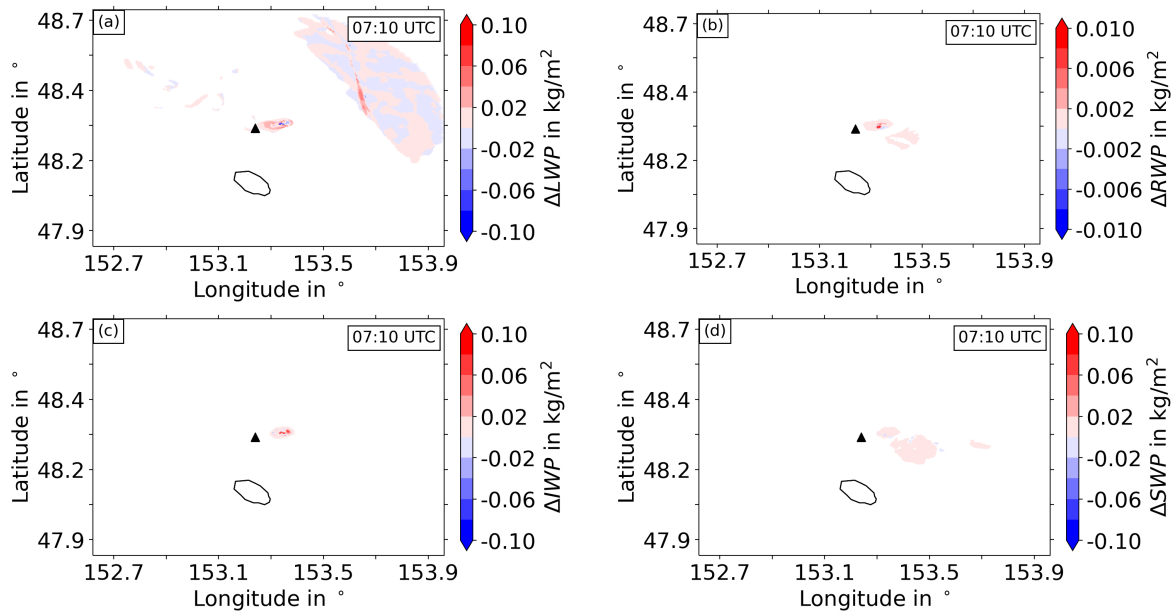 (a)
07:10 UTC
48.7
48.4
48.2
47.9
Latitude in °
152.7
153.1
153.6
153.9
Longitude in °
0.10
0.06
0.02
-0.02
-0.06
-0.10
ΔLWP in kg/m²
(b)
07:10 UTC
48.7
48.4
48.2
47.9
Latitude in °
152.7
153.1
153.6
153.9
Longitude in °
0.010
0.006
0.002
-0.002
-0.006
-0.010
ΔRWP in kg/m²
(c)
07:10 UTC
48.7
48.4
48.2
47.9
Latitude in °
152.7
153.1
153.6
153.9
Longitude in °
0.10
0.06
0.02
-0.02
-0.06
-0.10
ΔIWP in kg/m²
(d)
07:10 UTC
48.7
48.4
48.2
47.9
Latitude in °
152.7
153.1
153.6
153.9
Longitude in °
0.10
0.06
0.02
-0.02
-0.06
-0.10
ΔSWP in kg/m²